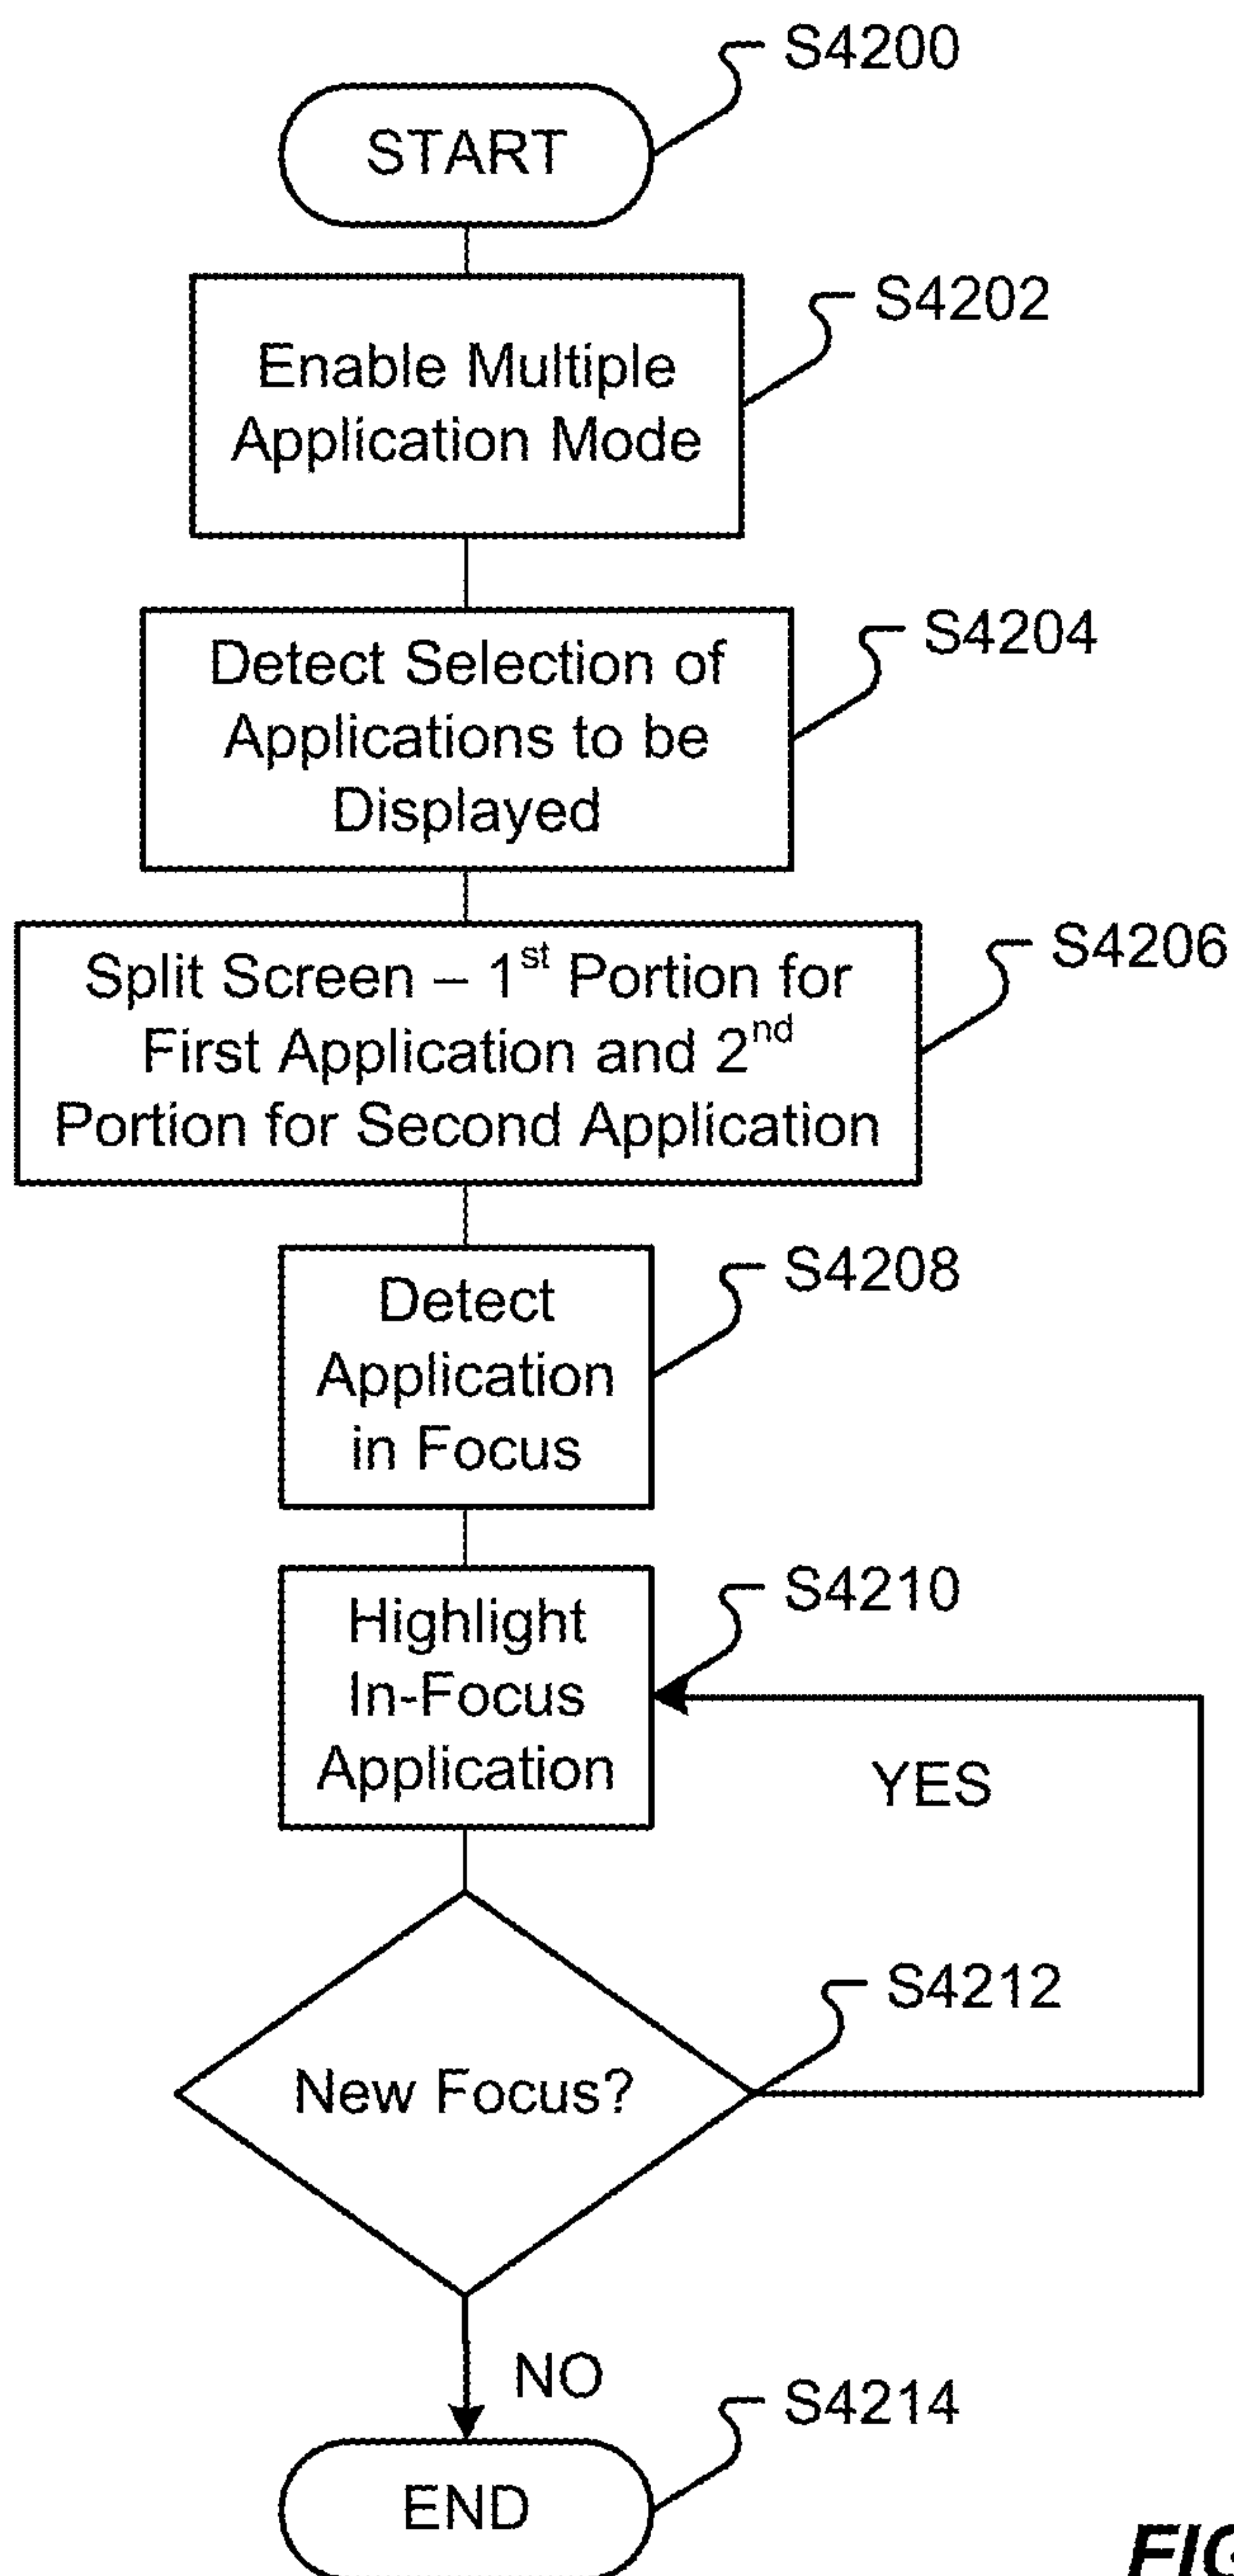 S4200
START
S4202
Enable Multiple
Application Mode
S4204
Detect Selection of
Applications to be
Displayed
S4206
Split Screen – 1st Portion for
First Application and 2nd
Portion for Second Application
S4208
Detect
Application
in Focus
S4210
Highlight
In-Focus
Application
YES
S4212
New Focus?
NO
S4214
END